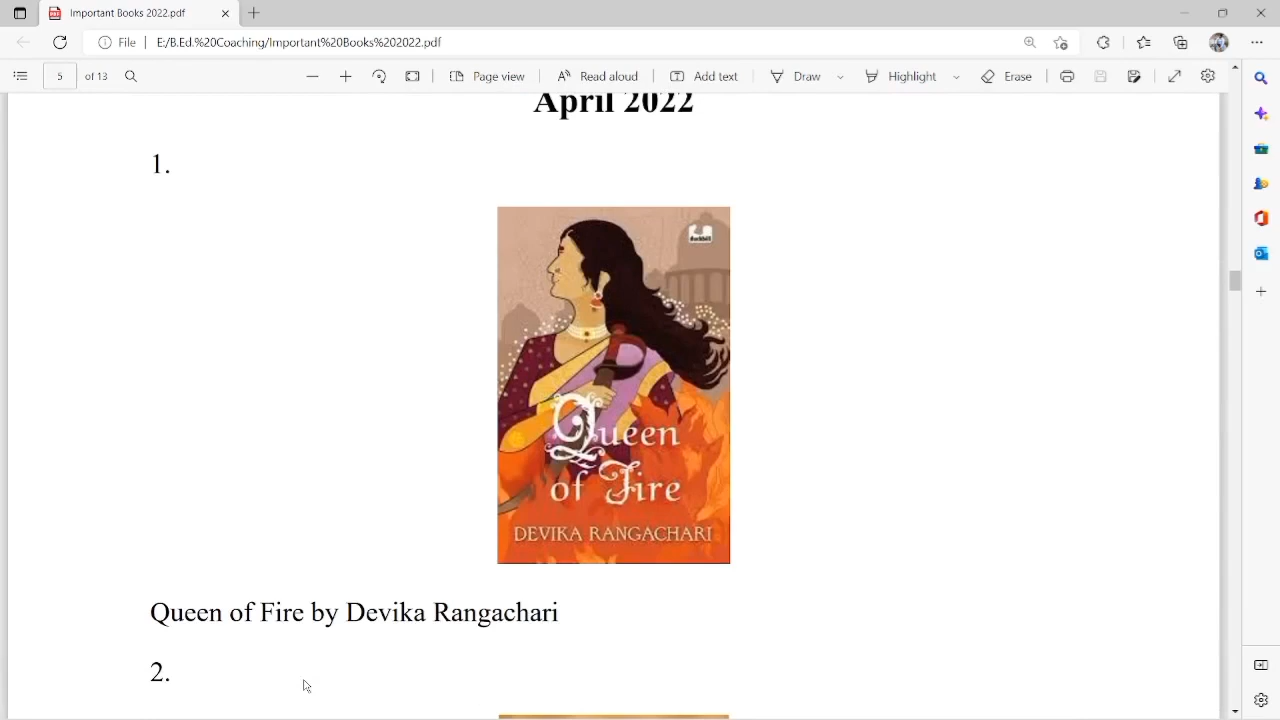 Important Books 2022.pdf
File
E:/B.Ed.%20Coaching/Important%20Books%202022.pdf
5 of 13
Page view
Read aloud
Add text
Draw
Highlight
Erase
April 2022
1.
Queen
of Fire
DEVIKA RANGACHARI
Queen of Fire by Devika Rangachari
2.